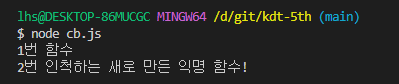 lhs@DESKTOP-86MUCGC MINGW64 /d/git/kdt-5th (main)
$ node cb.js
1번 함수
2번 인척하는 새로 만든 익명 함수!